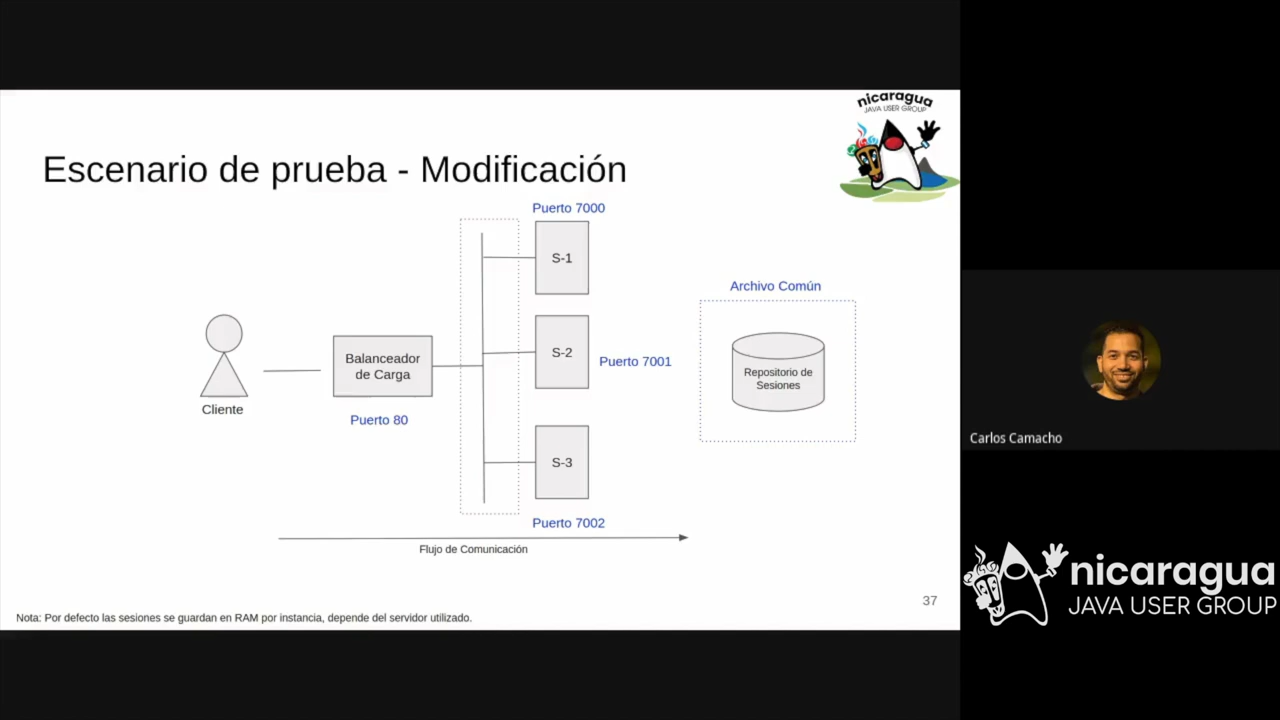 nicaragua
JAVA USER GROUP
Escenario de prueba - Modificación
Puerto 7000
S-1
Archivo Común
S-2
Puerto 7001
Balanceador
de Carga
Repositorio de
Sesiones
Cliente
Puerto 80
Carlos Camacho
S-3
Puerto 7002
Flujo de Comunicación
nicaragua
JAVA USER GROUP
37
Nota: Por defecto las sesiones se guardan en RAM por instancia, depende del servidor utilizado.